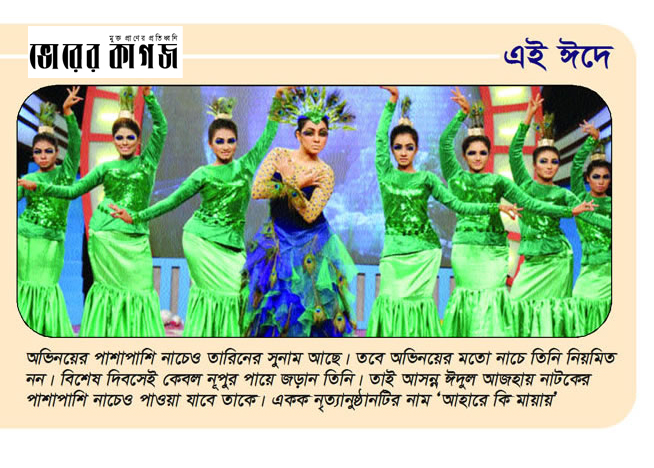 মুক্ত প্রাণের প্রতিধ্বনি
ভোরের কাগজ
এই ঈদে
অভিনয়ের পাশাপাশি নাচেও তারিনের সুনাম আছে। তবে অভিনয়ের মতো নাচে তিনি নিয়মিত
নন। বিশেষ দিবসেই কেবল নূপুর পায়ে জড়ান তিনি। তাই আসন্ন ঈদুল আজহায় নাটকের
পাশাপাশি নাচেও পাওয়া যাবে তাকে। একক নৃত্যানুষ্ঠানটির নাম ‘আহারে কি মায়ায়’